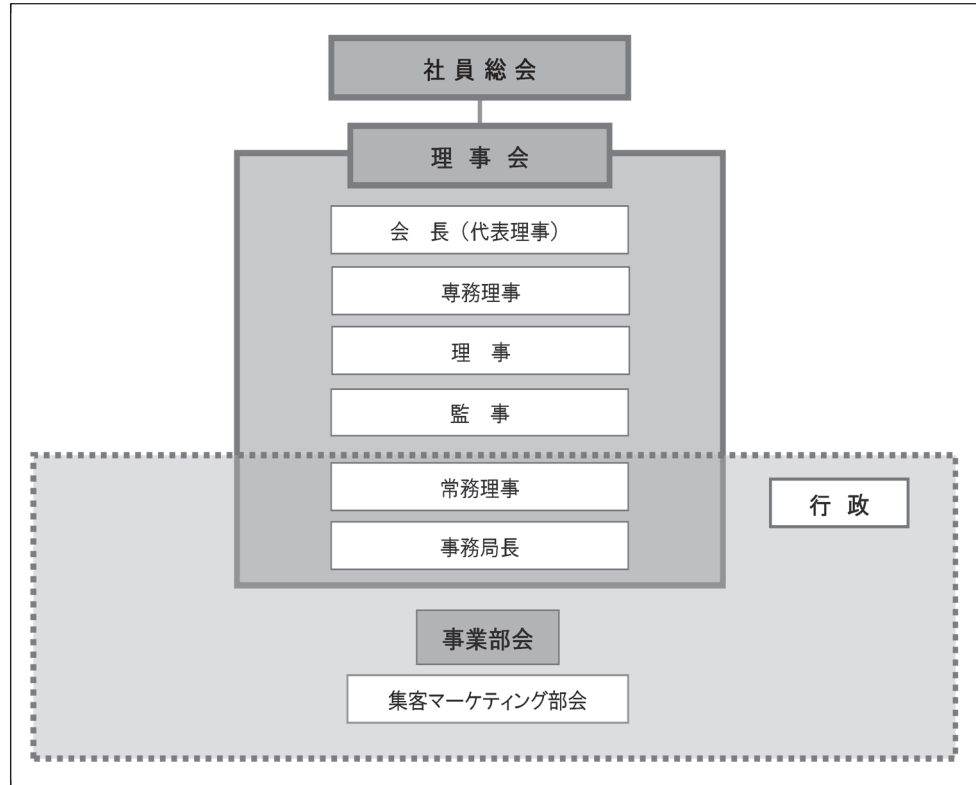 社員総会
理事会
会　長（代表理事）
専務理事
理　事
監　事
常務理事
行　政
事務局長
事業部会
集客マーケティング部会